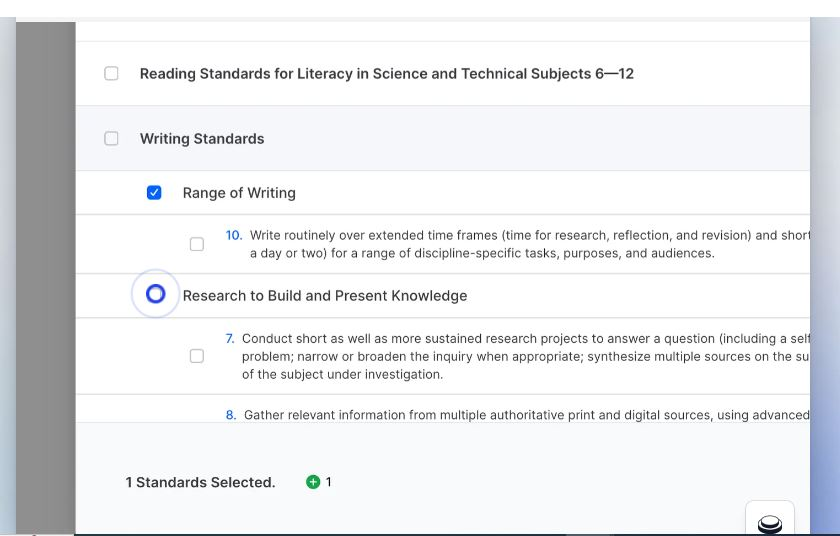 Reading Standards for Literacy in Science and Technical Subjects 6—12
Writing Standards
Range of Writing
10. Write routinely over extended time frames (time for research, reflection, and revision) and short
a day or two) for a range of discipline-specific tasks, purposes, and audiences.
Research to Build and Present Knowledge
7. Conduct short as well as more sustained research projects to answer a question (including a self
problem; narrow or broaden the inquiry when appropriate; synthesize multiple sources on the su
of the subject under investigation.
8. Gather relevant information from multiple authoritative print and digital sources, using advanced
1 Standards Selected. 1